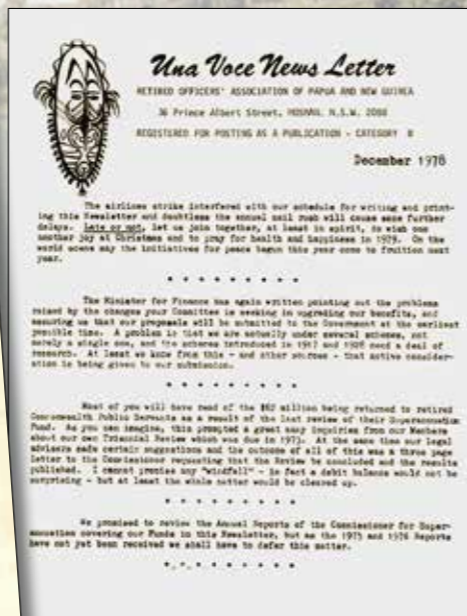 Una Voce News Letter
RETIRED OFFICERS' ASSOCIATION OF PAPUA AND NEW GUINEA
36 Prince Albert Street, MOSMAN. N.S.W. 2088
REGISTERED FOR POSTING AS A PUBLICATION - CATEGORY B
December 1978
The airlines strike interfered with our schedule for writing and print-
ing this Newsletter and doubtless the annual mail rush will cause some further
delays. Late or not, let us join together, at least in spirit, to wish one
another joy at Christmas and to pray for health and happiness in 1979. On the
world scene may the initiatives for peace begun this year come to fruition next
year.
* * * * * * * * *
The Minister for Finance was again written pointing out the problems
raised by the changes your Committee is seeking in upgrading our benefits, and
assuring us that our proposals will be submitted to the Government at the earliest
possible time. A problem is that we are actually under several schemes, not
merely a single one, and the schemes introduced in 1917 and 1928 need a deal of
research. At least we know from this - and other sources - that active consider-
ation is being given to our submission.
* * * * * * * * *
Most of you will have read of the $62 million being returned to retired
Commonwealth Public Servants as a result of the last review of their Superannuation
Fund. As you can imagine, this prompted a great many inquiries from our Members
about our own Triennial Review which was due in 1973. At the same time our legal
advisers made certain suggestions and the outcome of all of this was a three page
letter to the Commissioner requesting that the Review be concluded and the results
published. I cannot promise any "windfall" - in fact a debit balance would not be
surprising - but at least the whole matter would be cleared up.
* * * * * * * * *
We promised to review the Annual Reports of the Commissioner for Super-
annuation covering our Funds in this Newsletter, but as the 1975 and 1976 Reports
have not yet been received we shall have to defer this matter.
* * * * * * * * *